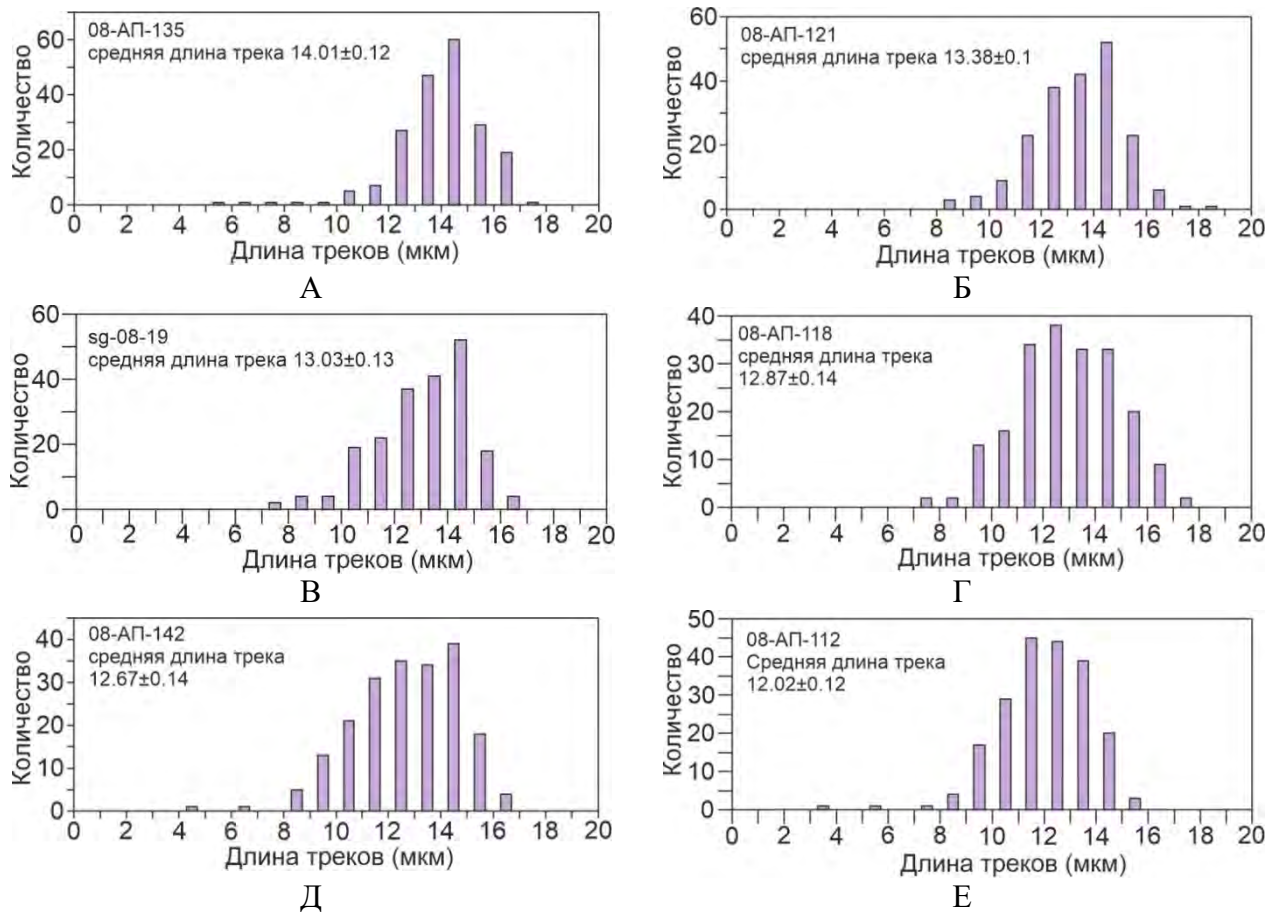 08-АП-135
средняя длина трека 14.01±0.12
Количество
60
40
20
0
0 2 4 6 8 10 12 14 16 18 20
Длина треков (мкм)
А
08-АП-121
средняя длина трека 13.38±0.1
Количество
60
40
20
0
0 2 4 6 8 10 12 14 16 18 20
Длина треков (мкм)
Б
sg-08-19
средняя длина трека 13.03±0.13
Количество
60
40
20
0
0 2 4 6 8 10 12 14 16 18 20
Длина треков (мкм)
В
08-АП-118
средняя длина трека
12.87±0.14
Количество
40
30
20
10
0
0 2 4 6 8 10 12 14 16 18 20
Длина треков (мкм)
Г
08-АП-142
средняя длина трека
12.67±0.14
Количество
40
30
20
10
0
0 2 4 6 8 10 12 14 16 18 20
Длина треков (мкм)
Д
08-АП-112
Средняя длина трека
12.02±0.12
Количество
50
40
30
20
10
0
0 2 4 6 8 10 12 14 16 18 20
Длина треков (мкм)
Е